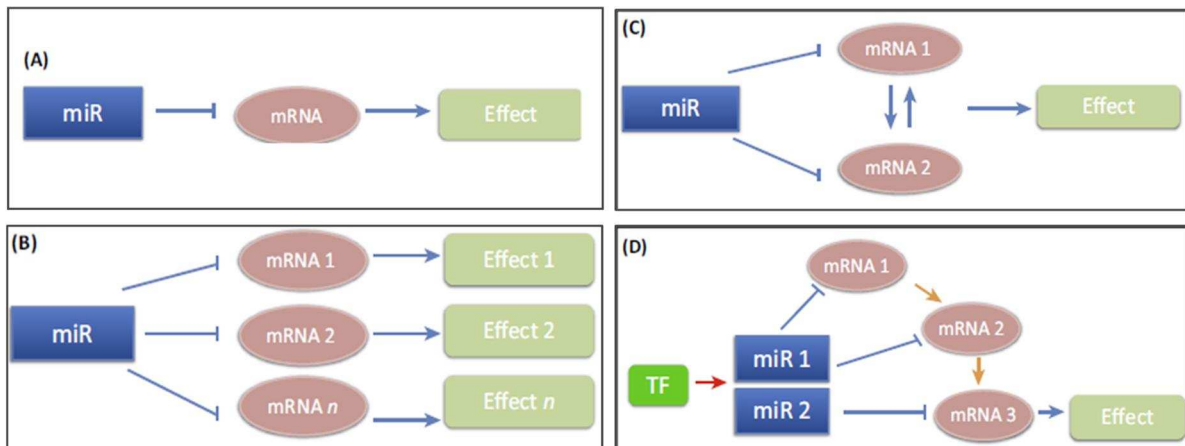 (A)
miR
mRNA
Effect
(B)
miR
mRNA 1
Effect 1
mRNA 2
Effect 2
mRNA n
Effect n
(C)
miR
mRNA 1
mRNA 2
Effect
(D)
TF
miR 1
miR 2
mRNA 1
mRNA 2
mRNA 3
Effect